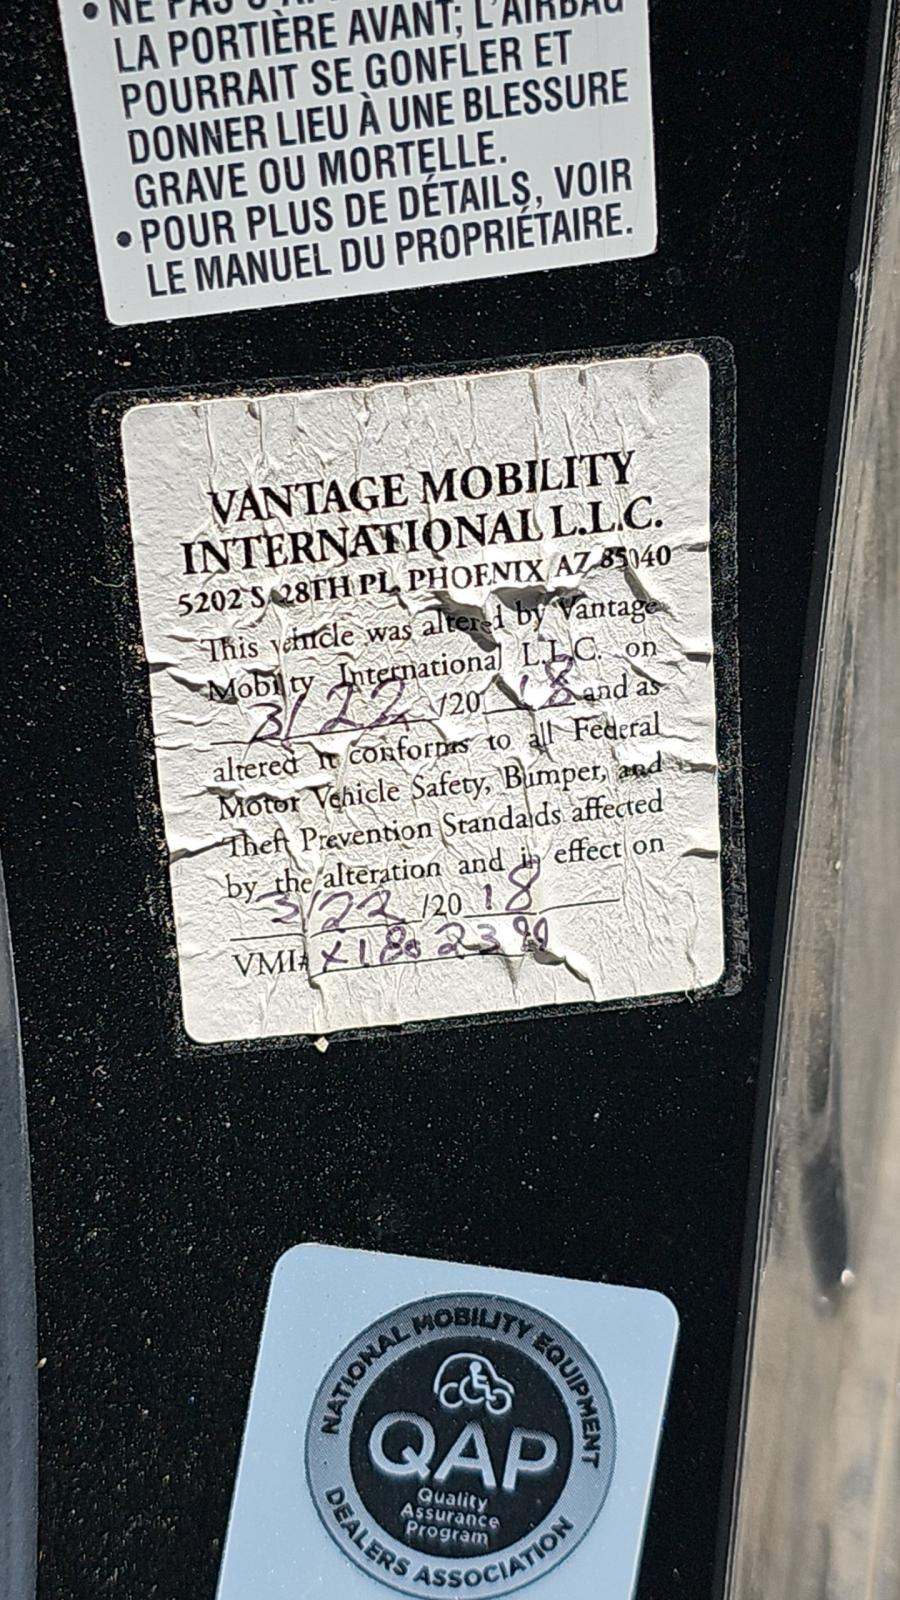 LA PORTIÈRE AVANT; L'AIRBAG
POURRAIT SE GONFLER ET
DONNER LIEU À UNE BLESSURE
GRAVE OU MORTELLE.
• POUR PLUS DE DÉTAILS, VOIR
LE MANUEL DU PROPRIÉTAIRE.
VANTAGE MOBILITY
INTERNATIONAL L.L.C.
5202 S 28TH PL, PHOENIX AZ 85040
This vehicle was altered by Vantage
Mobility International L.L.C. on
3/22 /20 18 and as
altered it conforms to all Federal
Motor Vehicle Safety, Bumper, and
Theft Prevention Standards affected
by the alteration and in effect on
3/22 /20 18
VMI#
NATIONAL MOBILITY EQUIPMENT
QAP
Quality
Assurance
Program
DEALERS ASSOCIATION